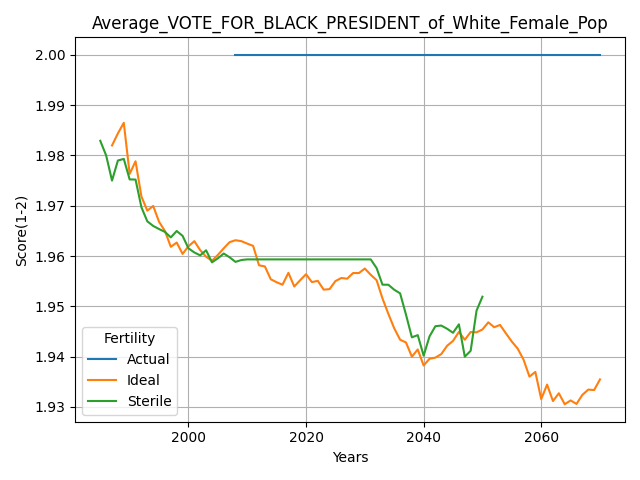 Average_VOTE_FOR_BLACK_PRESIDENT_of_White_Female_Pop
Score(1-2)
2.00
1.99
1.98
1.97
1.96
1.95
1.94
1.93
Fertility
Actual
Ideal
Sterile
2000
2020
2040
2060
Years